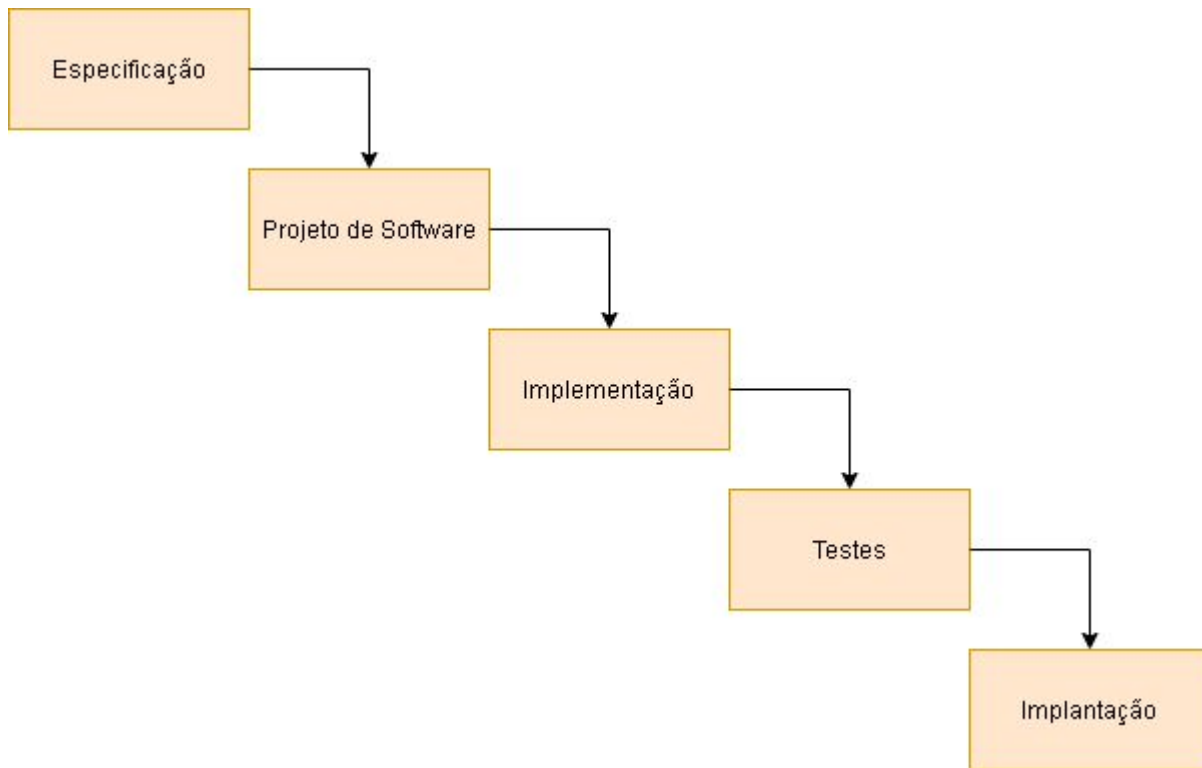 Especificação
Projeto de Software
Implementação
Testes
Implantação